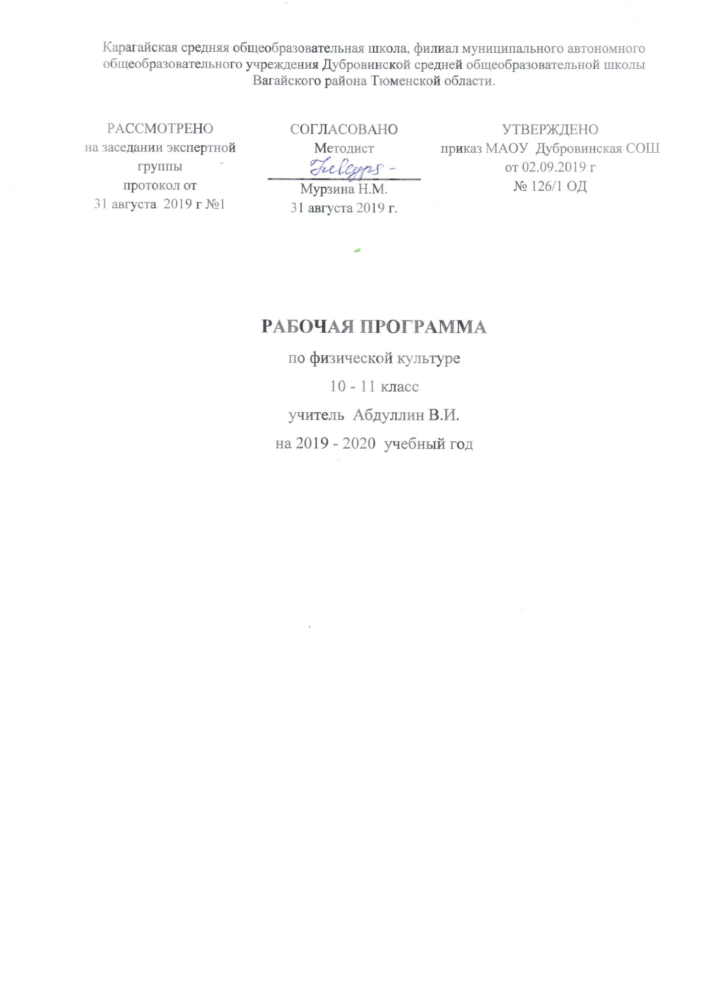 Карагайская средняя общеобразовательная школа, филиал муниципального автономного
общеобразовательного учреждения Дубровинской средней общеобразовательной школы
Вагайского района Тюменской области.
РАССМОТРЕНО
на заседании экспертной
группы
протокол от
31 августа 2019 г №1
СОГЛАСОВАНО
Методист
Мурзина Н.М.
31 августа 2019 г.
УТВЕРЖДЕНО
приказ МАОУ Дубровинская СОШ
от 02.09.2019 г
№ 126/1 ОД
РАБОЧАЯ ПРОГРАММА
по физической культуре
10 - 11 класс
учитель Абдуллин В.И.
на 2019 - 2020 учебный год